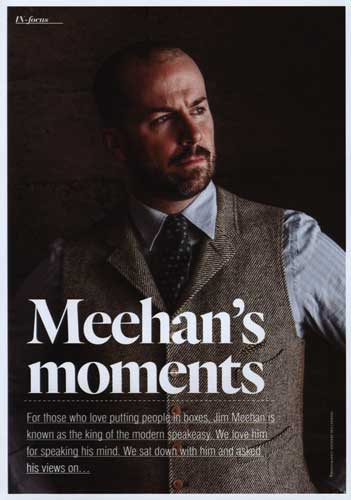 IN-focus
Meehan's
moments
For those who love putting people in boxes, Jim Meehan is
known as the king of the modern speakeasy. We love him
for speaking his mind. We sat down with him and asked
his views on…